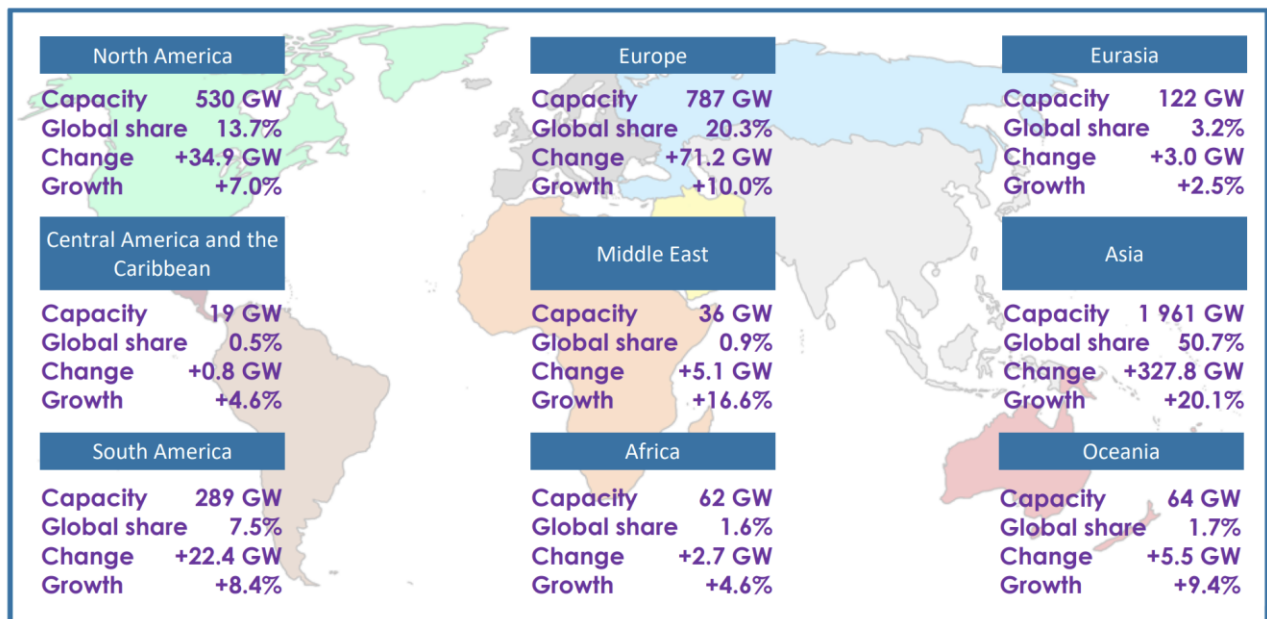 North America
Capacity 530 GW
Global share 13.7%
Change +34.9 GW
Growth +7.0%
Europe
Capacity 787 GW
Global share 20.3%
Change +71.2 GW
Growth +10.0%
Eurasia
Capacity 122 GW
Global share 3.2%
Change +3.0 GW
Growth +2.5%
Central America and the
Caribbean
Capacity 19 GW
Global share 0.5%
Change +0.8 GW
Growth +4.6%
Middle East
Capacity 36 GW
Global share 0.9%
Change +5.1 GW
Growth +16.6%
Asia
Capacity 1 961 GW
Global share 50.7%
Change +327.8 GW
Growth +20.1%
South America
Capacity 289 GW
Global share 7.5%
Change +22.4 GW
Growth +8.4%
Africa
Capacity 62 GW
Global share 1.6%
Change +2.7 GW
Growth +4.6%
Oceania
Capacity 64 GW
Global share 1.7%
Change +5.5 GW
Growth +9.4%